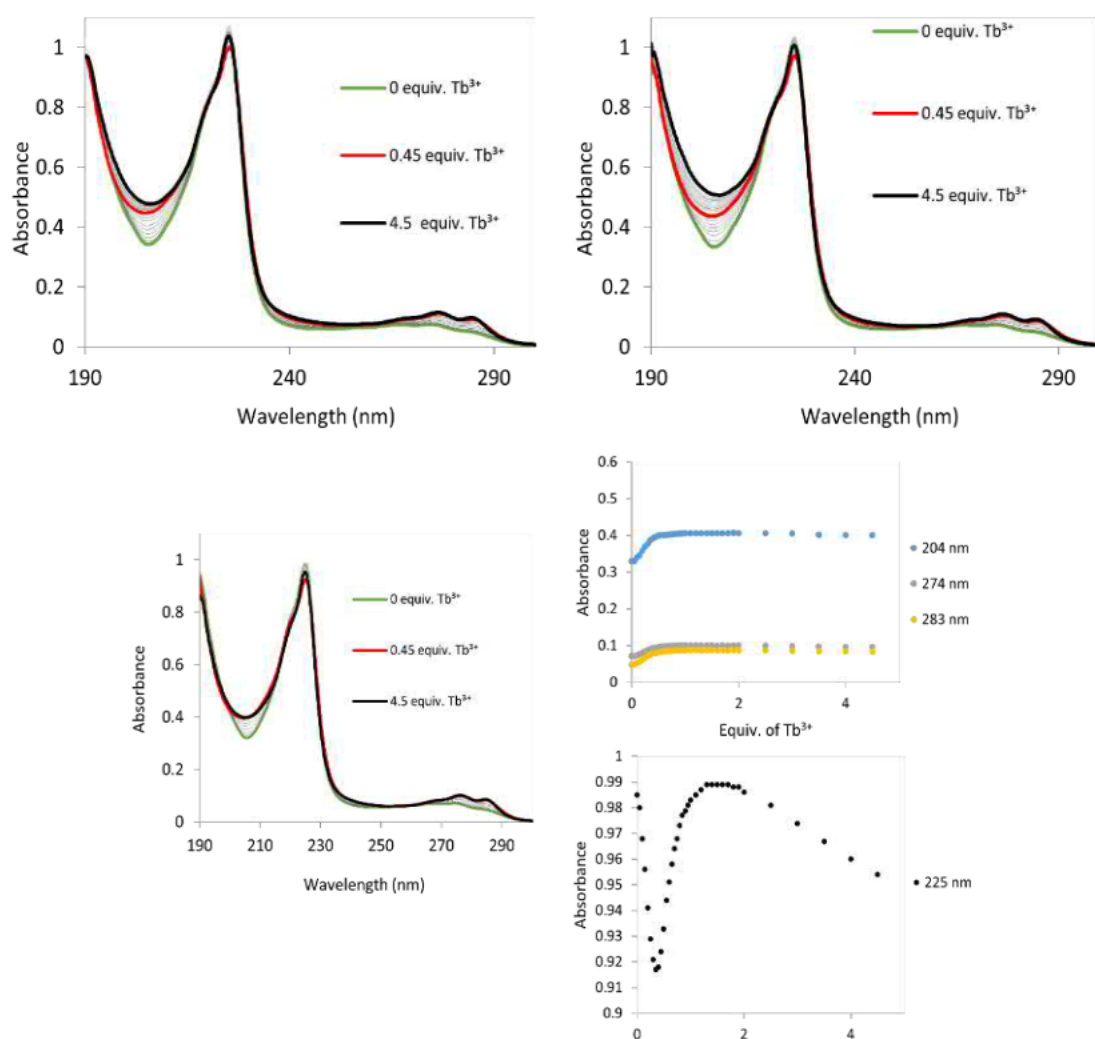 1
0.8
0.6
0.4
0.2
0
Absorbance
190
240
290
Wavelength (nm)
0 equiv. Tb³⁺
0.45 equiv. Tb³⁺
4.5 equiv. Tb³⁺
1
0.8
0.6
0.4
0.2
0
Absorbance
190
240
290
Wavelength (nm)
0 equiv. Tb³⁺
0.45 equiv. Tb³⁺
4.5 equiv. Tb³⁺
1
0.8
0.6
0.4
0.2
0
Absorbance
190
210
230
250
270
290
Wavelength (nm)
0 equiv. Tb³⁺
0.45 equiv. Tb³⁺
4.5 equiv. Tb³⁺
0.6
0.5
0.4
0.3
0.2
0.1
0
Absorbance
0
2
4
Equiv. of Tb³⁺
204 nm
274 nm
283 nm
1
0.99
0.98
0.97
0.96
0.95
0.94
0.93
0.92
0.91
0.9
Absorbance
0
2
4
225 nm